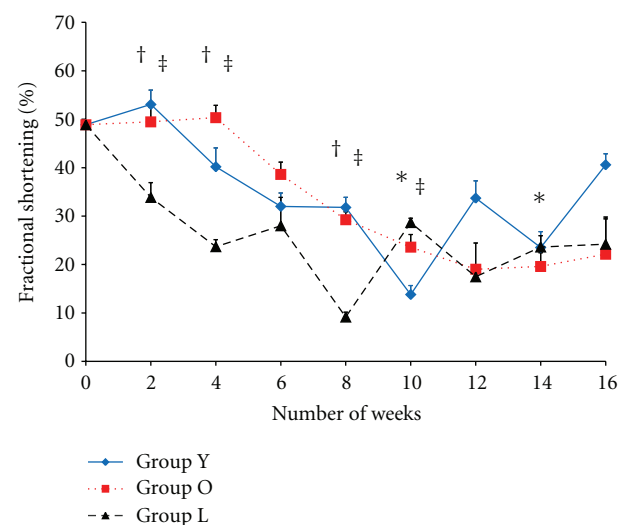 70
60
50
40
30
20
10
0
Fractional shortening (%)
† ‡ † ‡
† ‡
* ‡
*
0 2 4 6 8 10 12 14 16
Number of weeks
Group Y
Group O
Group L